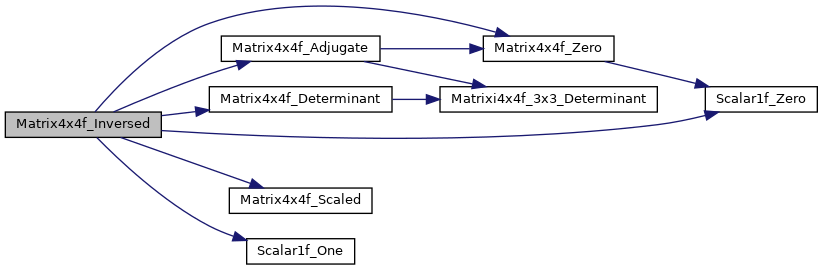 Matrix4x4f_Adjugate
Matrix4x4f_Zero
Matrix4x4f_Determinant
Matrixi4x4f_3x3_Determinant
Scalar1f_Zero
Matrix4x4f_Inversed
Matrix4x4f_Scaled
Scalar1f_One